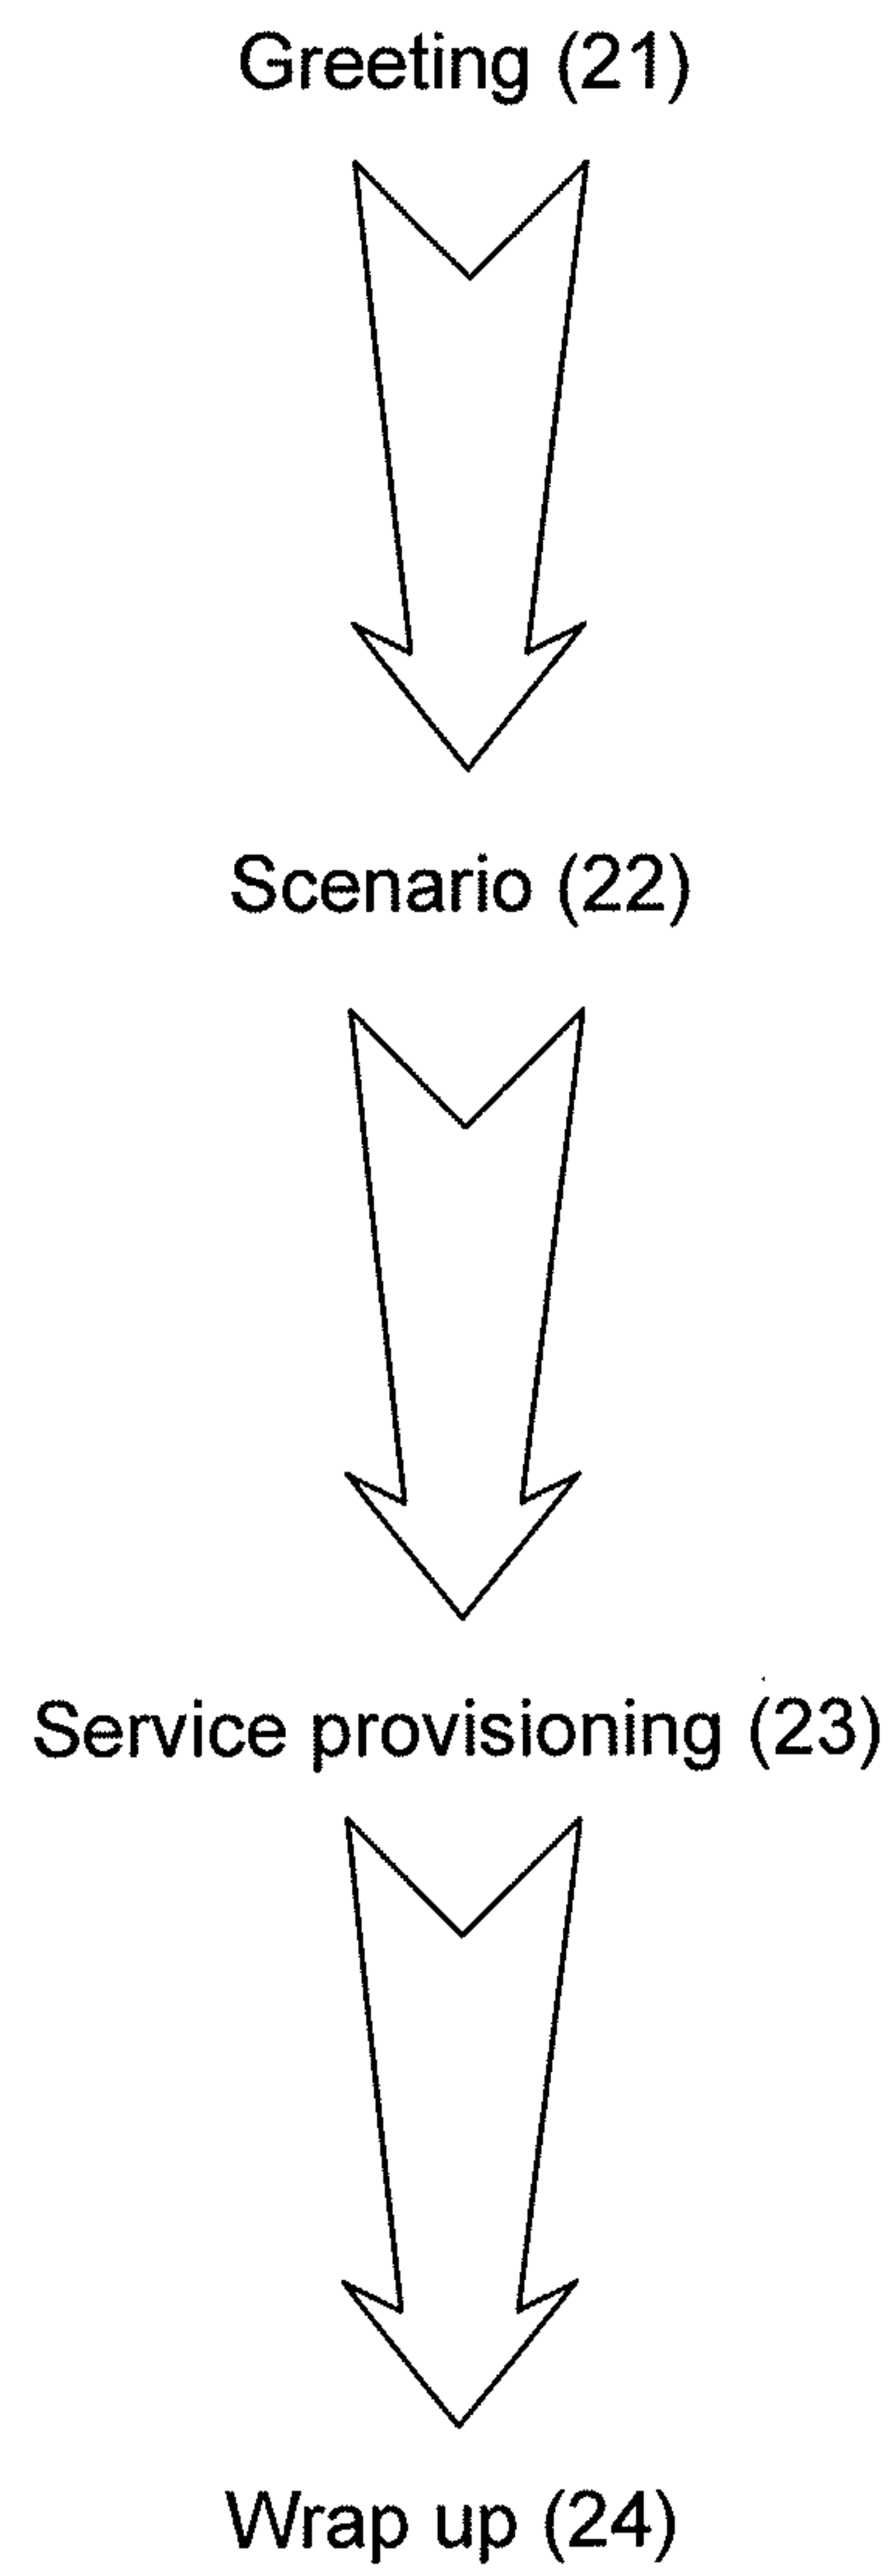 Greeting (21)
Scenario (22)
Service provisioning (23)
Wrap up (24)